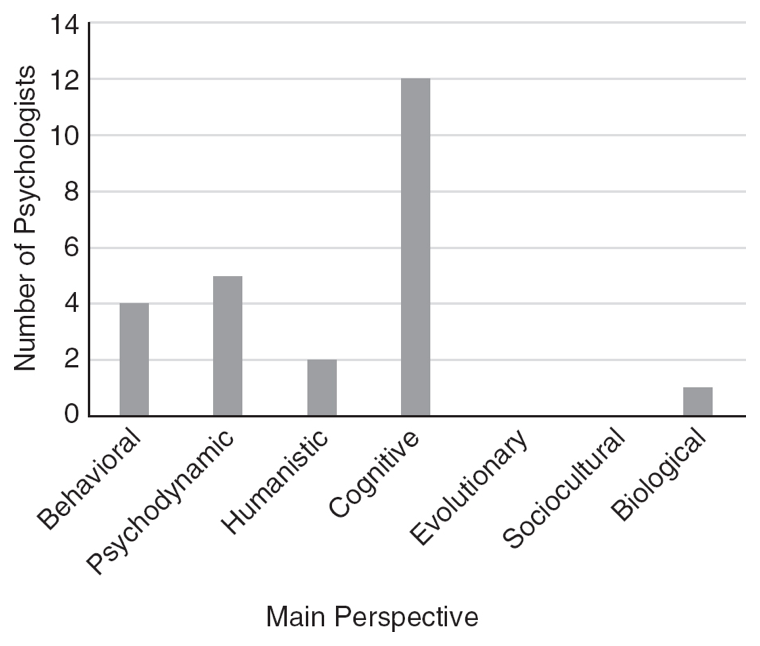 Number of Psychologists
14
12
10
8
6
4
2
0
Behavioral
Psychodynamic
Humanistic
Cognitive
Evolutionary
Sociocultural
Biological
Main Perspective